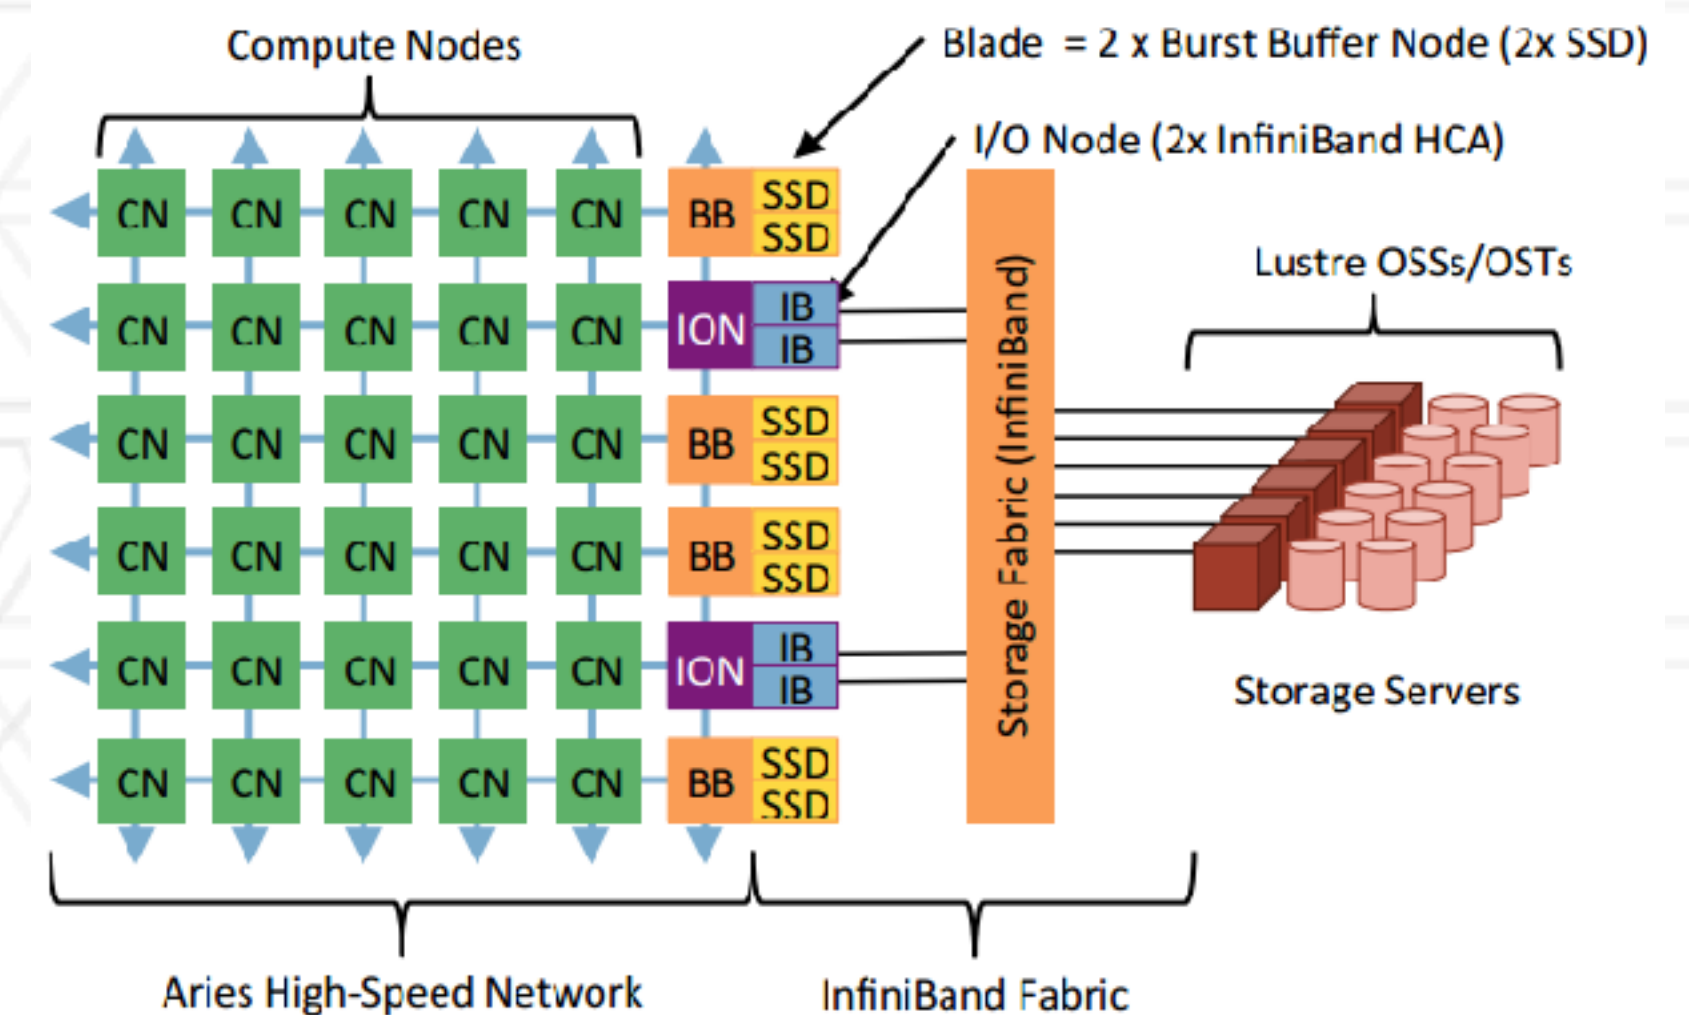 Compute Nodes
Blade = 2 x Burst Buffer Node (2x SSD)
I/O Node (2x InfiniBand HCA)
CN CN CN CN CN BB SSD
SSD
Lustre OSSs/OSTs
CN CN CN CN CN ION IB
IB
CN CN CN CN CN BB SSD
SSD
CN CN CN CN CN BB SSD
SSD
CN CN CN CN CN ION IB
IB
CN CN CN CN CN BB SSD
SSD
Storage Fabric (InfiniBand)
Storage Servers
Aries High-Speed Network
InfiniBand Fabric